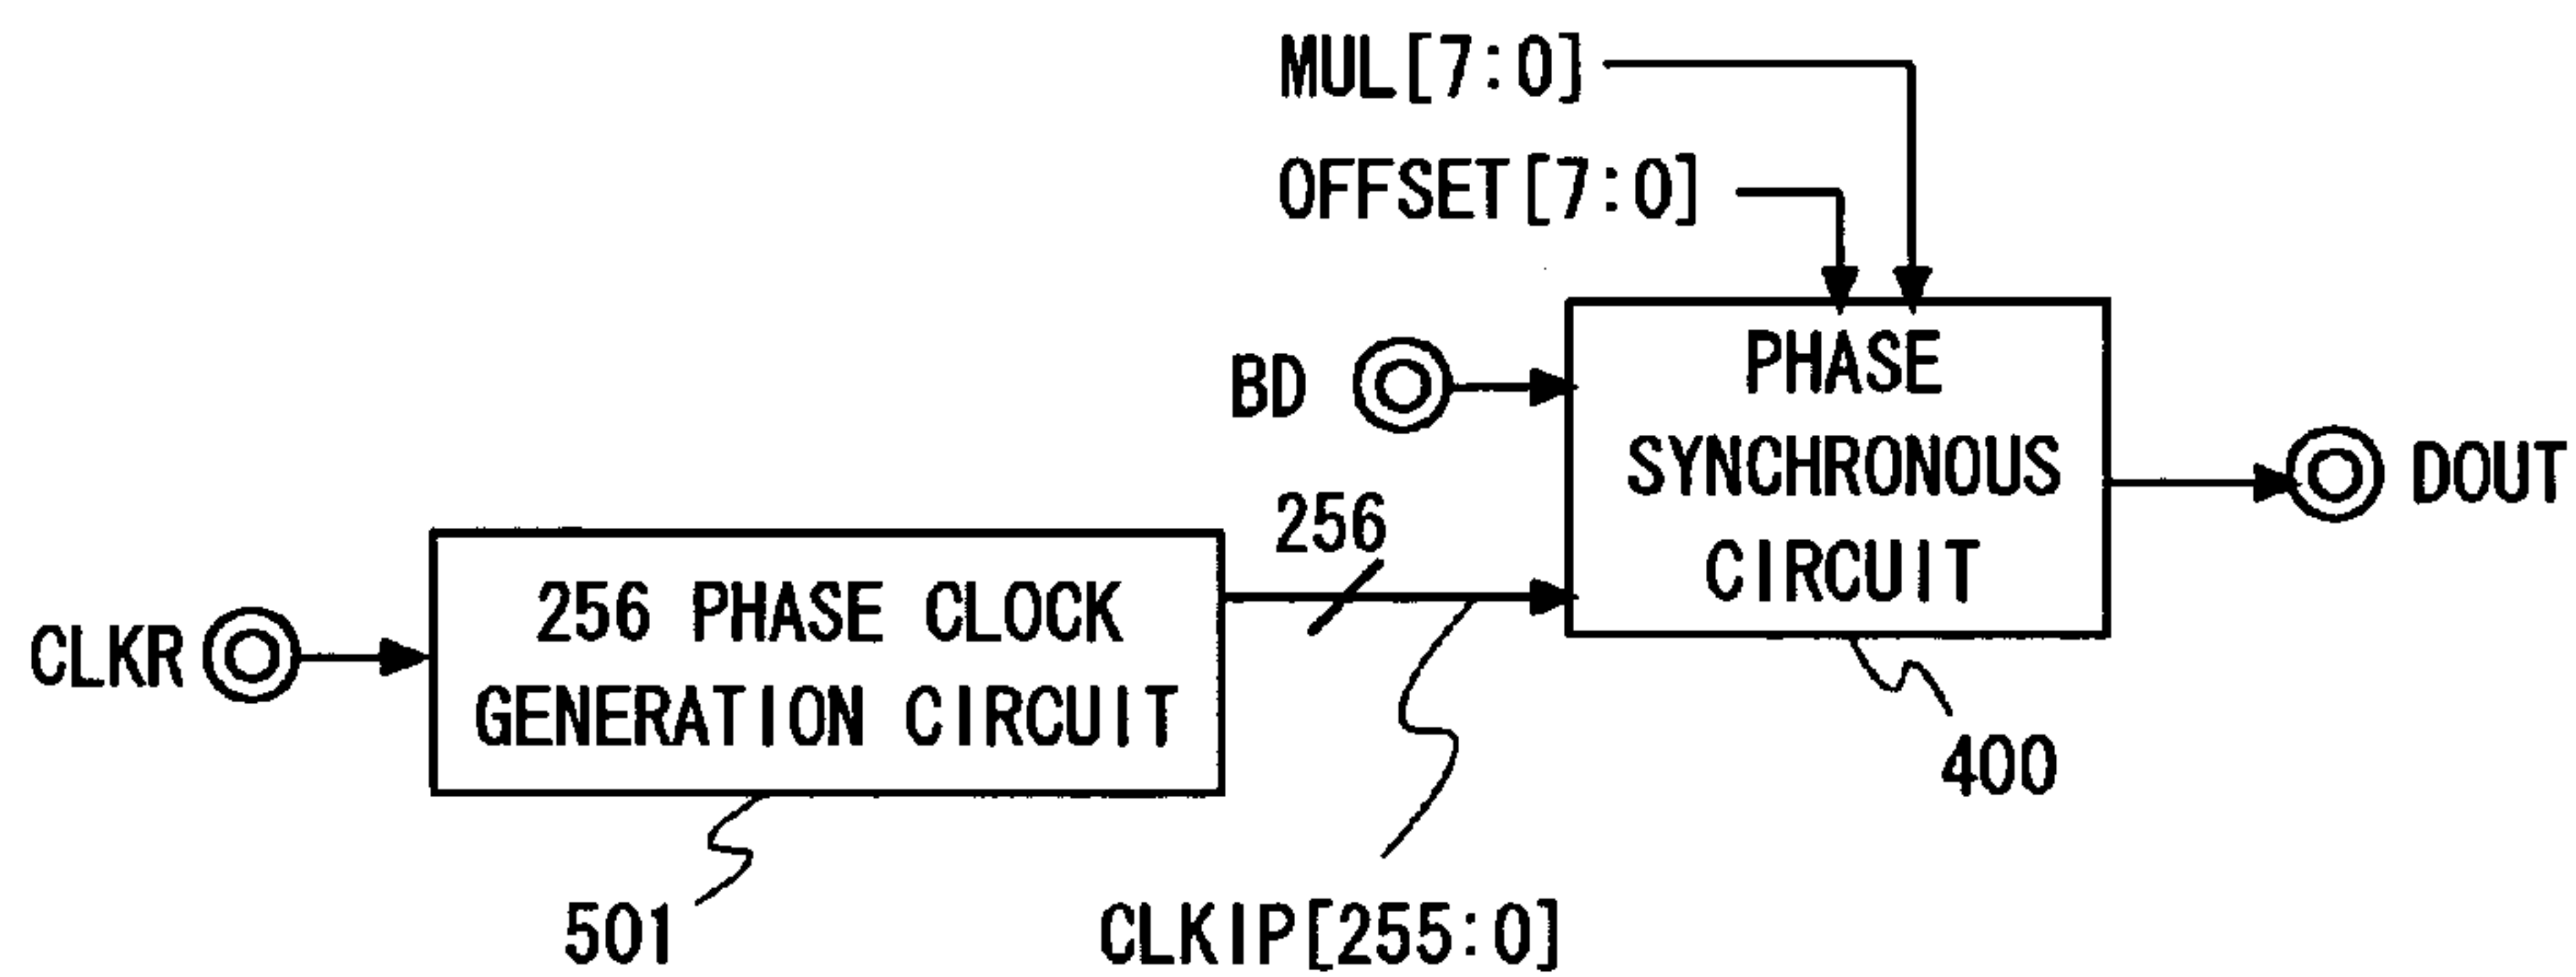 MUL[7:0]
OFFSET[7:0]
BD
PHASE
SYNCHRONOUS
CIRCUIT
DOUT
256
256 PHASE CLOCK
GENERATION CIRCUIT
CLKR
400
501
CLKIP[255:0]